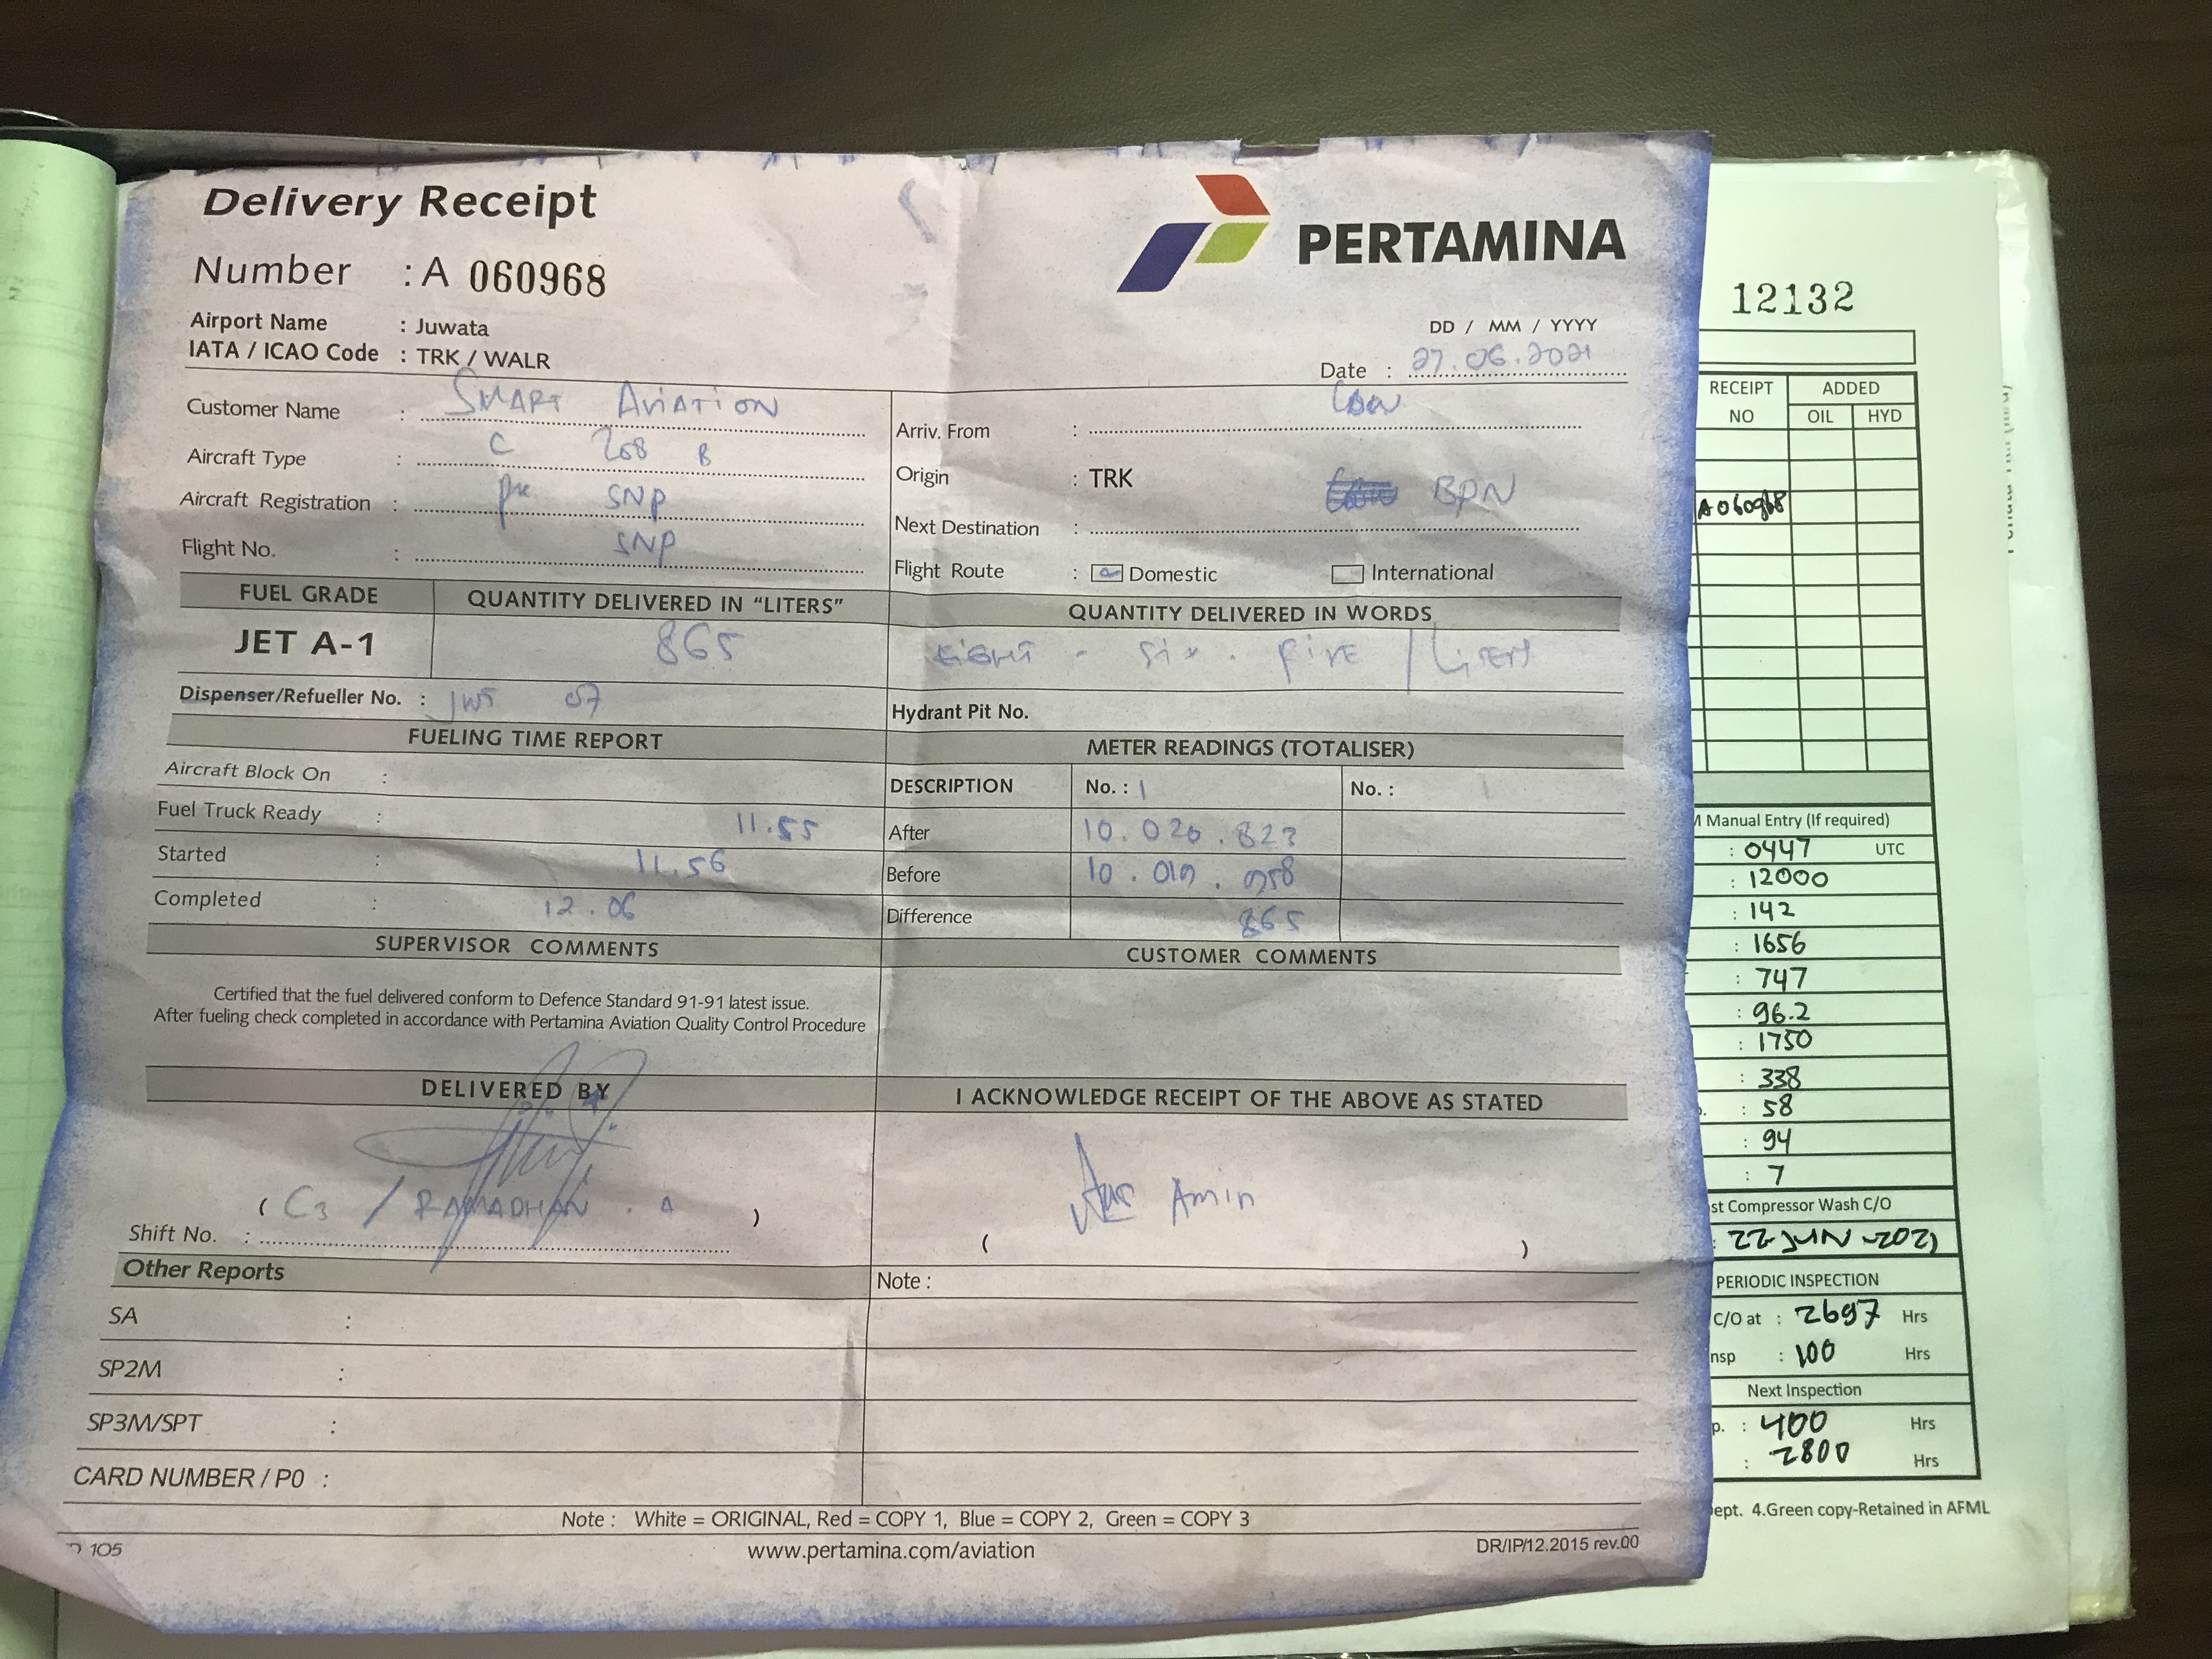 Delivery Receipt
PERTAMINA
Number : A 060968
Airport Name : Juwata
IATA / ICAO Code : TRK / WALR
DD / MM / YYYY
Date : 27.06.2021
Customer Name : SMART AVIATION
Arriv. From :
Aircraft Type : C 208 B
Origin : TRK
Aircraft Registration : PK SNP
Next Destination : BPN
Flight No. : SNP
Flight Route : Domestic International
FUEL GRADE QUANTITY DELIVERED IN "LITERS" QUANTITY DELIVERED IN WORDS
JET A-1 865 EIGHT - Six . FiVE / LiTERS
Dispenser/Refueller No. : JWT 07
Hydrant Pit No.
FUELING TIME REPORT METER READINGS (TOTALISER)
Aircraft Block On :
DESCRIPTION No. : 1 No. :
Fuel Truck Ready : 11.55
After 10.020.823
Started : 11.56
Before 10.019.958
Completed : 12.06
Difference 865
SUPERVISOR COMMENTS CUSTOMER COMMENTS
Certified that the fuel delivered conform to Defence Standard 91-91 latest issue.
After fueling check completed in accordance with Pertamina Aviation Quality Control Procedure
DELIVERED BY I ACKNOWLEDGE RECEIPT OF THE ABOVE AS STATED
( C3 / RAMADHAN . A )
Amin
Shift No. :
( )
Other Reports Note :
SA :
SP2M :
SP3M/SPT :
CARD NUMBER / P0 :
Note : White = ORIGINAL, Red = COPY 1, Blue = COPY 2, Green = COPY 3
105 www.pertamina.com/aviation DR/IP/12.2015 rev.00
12132
RECEIPT ADDED
NO OIL HYD
A060968
Manual Entry (If required)
: 0447 UTC
: 12000
: 142
: 1656
: 747
: 96.2
: 1750
: 338
: 58
: 94
: 7
st Compressor Wash C/O
: 22-JUN-2021
PERIODIC INSPECTION
C/O at : 2697 Hrs
nsp : 100 Hrs
Next Inspection
p. : 400 Hrs
: 2800 Hrs
ept. 4.Green copy-Retained in AFML